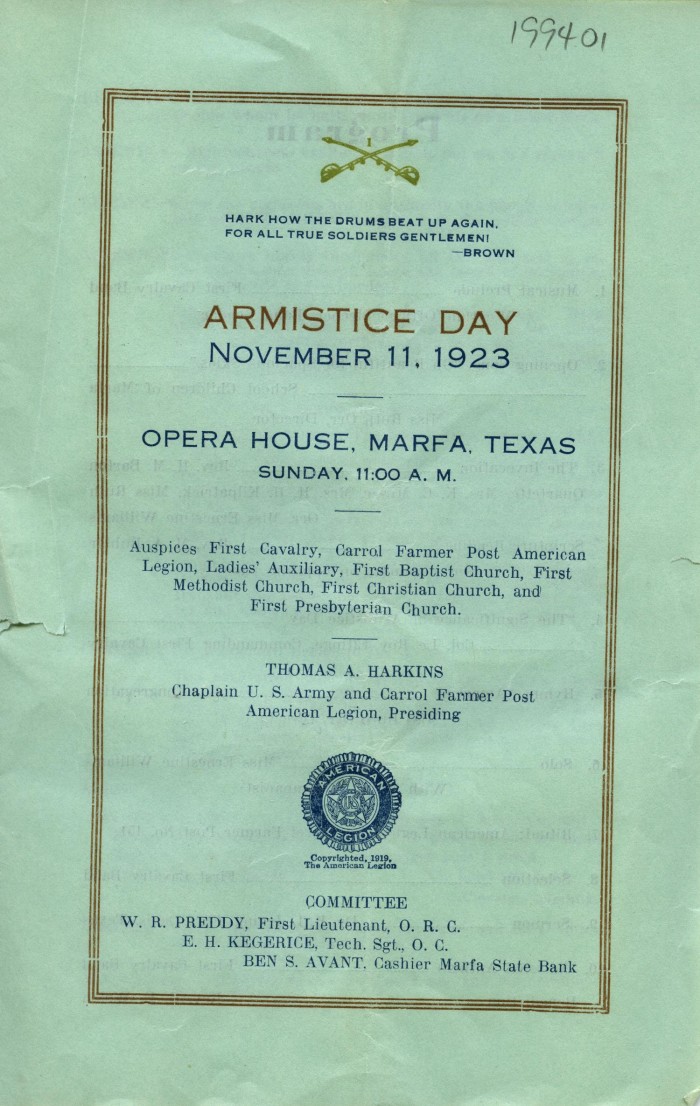 199401
1
HARK HOW THE DRUMS BEAT UP AGAIN,
FOR ALL TRUE SOLDIERS GENTLEMEN!
—BROWN
ARMISTICE DAY
NOVEMBER 11, 1923
OPERA HOUSE, MARFA, TEXAS
SUNDAY, 11:00 A. M.
Auspices First Cavalry, Carrol Farmer Post American
Legion, Ladies' Auxiliary, First Baptist Church, First
Methodist Church, First Christian Church, and
First Presbyterian Church.
THOMAS A. HARKINS
Chaplain U. S. Army and Carrol Farmer Post
American Legion, Presiding
AMERICAN
US
LEGION
Copyrighted, 1919,
The American Legion
COMMITTEE
W. R. PREDDY, First Lieutenant, O. R. C.
E. H. KEGERICE, Tech. Sgt., O. C.
BEN S. AVANT, Cashier Marfa State Bank